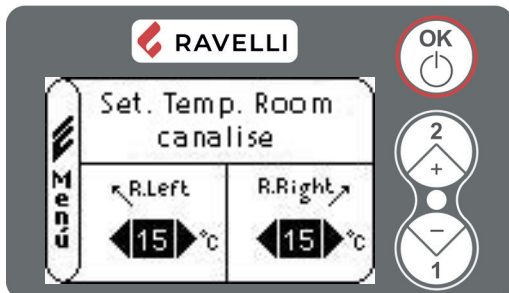 RAVELLI
OK
Set. Temp. Room
canalise
Menú
R.Left
R.Right
15 °c
15 °c
2
+
−
1